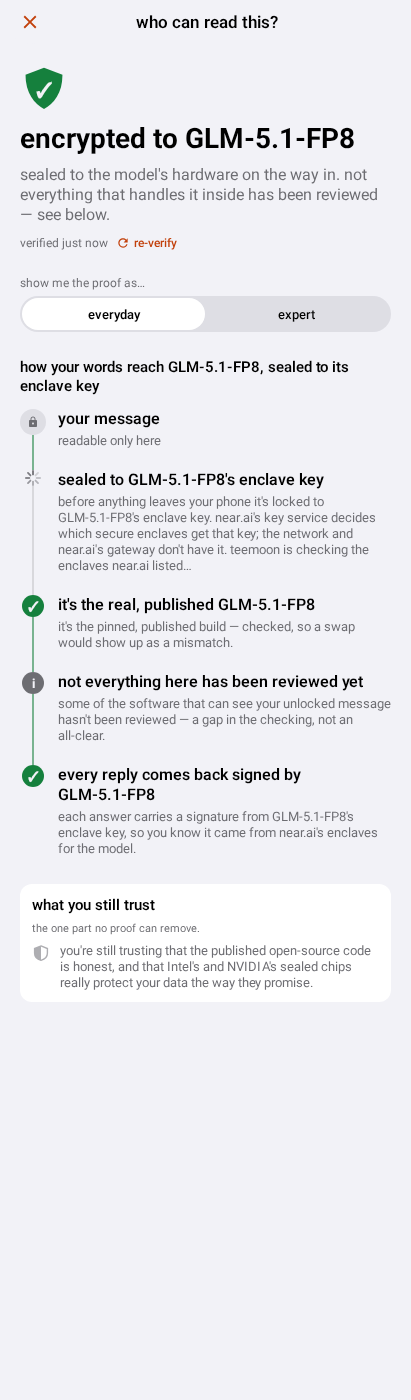 who can read this?
encrypted to GLM-5.1-FP8
sealed to the model's hardware on the way in. not
everything that handles it inside has been reviewed
— see below.
verified just now re-verify
show me the proof as…
everyday expert
how your words reach GLM-5.1-FP8, sealed to its
enclave key
your message
readable only here
sealed to GLM-5.1-FP8's enclave key
before anything leaves your phone it's locked to
GLM-5.1-FP8's enclave key. near.ai's key service decides
which secure enclaves get that key; the network and
near.ai's gateway don't have it. teemoon is checking the
enclaves near.ai listed…
it's the real, published GLM-5.1-FP8
it's the pinned, published build — checked, so a swap
would show up as a mismatch.
not everything here has been reviewed yet
some of the software that can see your unlocked message
hasn't been reviewed — a gap in the checking, not an
all-clear.
every reply comes back signed by
GLM-5.1-FP8
each answer carries a signature from GLM-5.1-FP8's
enclave key, so you know it came from near.ai's enclaves
for the model.
what you still trust
the one part no proof can remove.
you're still trusting that the published open-source code
is honest, and that Intel's and NVIDIA's sealed chips
really protect your data the way they promise.